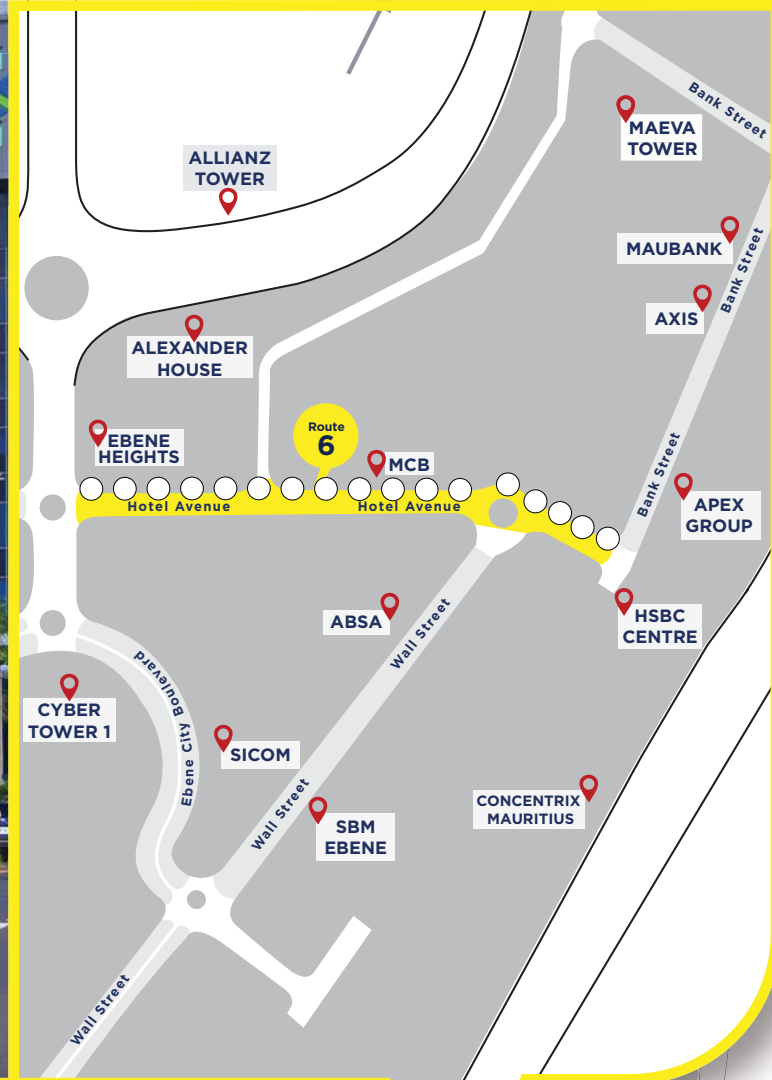 Bank Street
MAEVA
TOWER
ALLIANZ
TOWER
MAUBANK
Bank Street
AXIS
ALEXANDER
HOUSE
Route
6
EBENE
HEIGHTS
MCB
Bank Street
Hotel Avenue
Hotel Avenue
APEX
GROUP
ABSA
Wall Street
HSBC
CENTRE
Ebene City Boulevard
CYBER
TOWER 1
SICOM
Wall Street
SBM
EBENE
CONCENTRIX
MAURITIUS
Wall Street